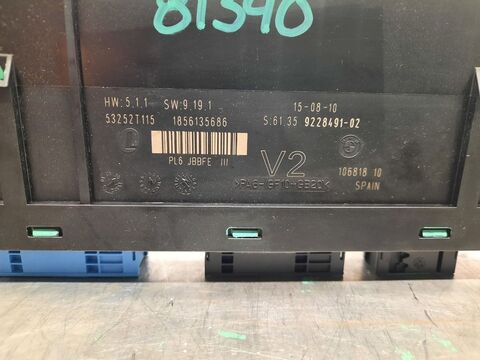 81340
HW:5.1.1 SW:9.19.1 15-08-10
53252T115 1856135686 S:61.35 9228491-02
PL6 JBBFE III
V2
>PA6-GF10-GB20<
106818 10
SPAIN